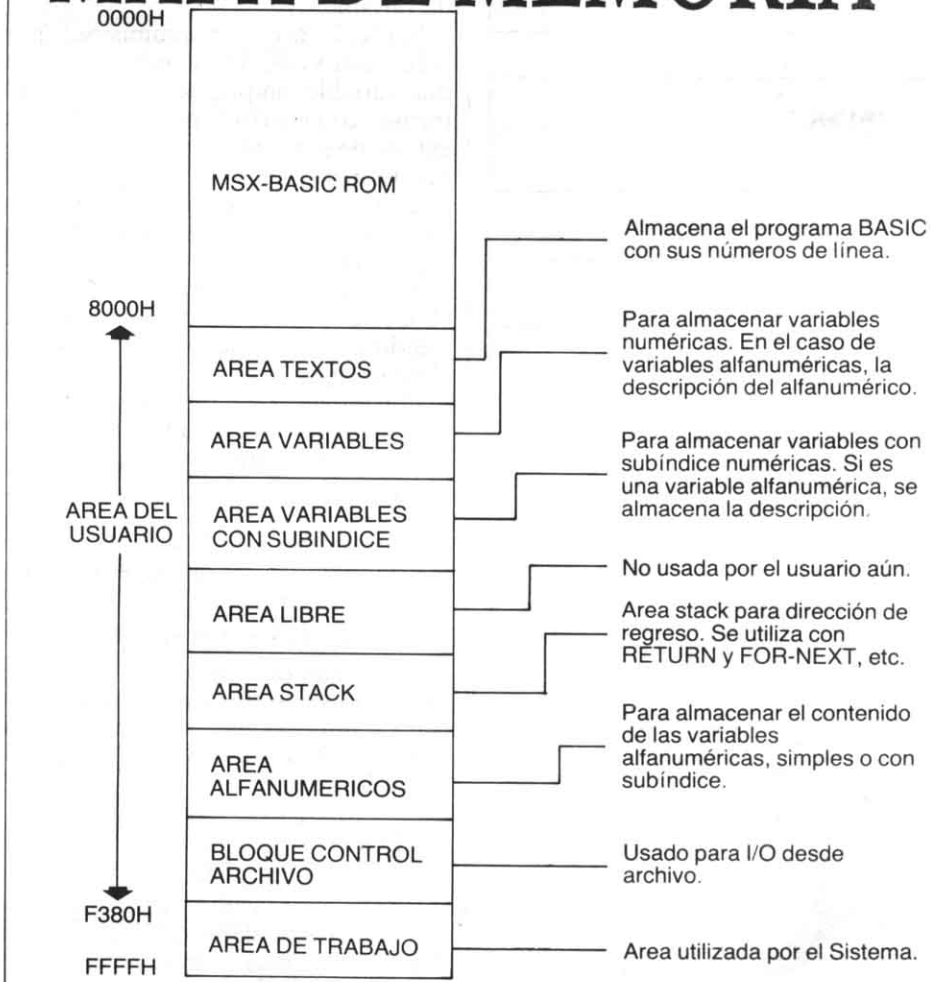 MAPA DE MEMORIA
0000H
MSX-BASIC ROM
8000H
AREA DEL
USUARIO
F380H
FFFFH
AREA TEXTOS
AREA VARIABLES
AREA VARIABLES
CON SUBINDICE
AREA LIBRE
AREA STACK
AREA
ALFANUMERICOS
BLOQUE CONTROL
ARCHIVO
AREA DE TRABAJO
Almacena el programa BASIC
con sus números de línea.
Para almacenar variables
numéricas. En el caso de
variables alfanuméricas, la
descripción del alfanumérico.
Para almacenar variables con
subíndice numéricas. Si es
una variable alfanumérica, se
almacena la descripción.
No usada por el usuario aún.
Area stack para dirección de
regreso. Se utiliza con
RETURN y FOR-NEXT, etc.
Para almacenar el contenido
de las variables
alfanuméricas, simples o con
subíndice.
Usado para I/O desde
archivo.
Area utilizada por el Sistema.